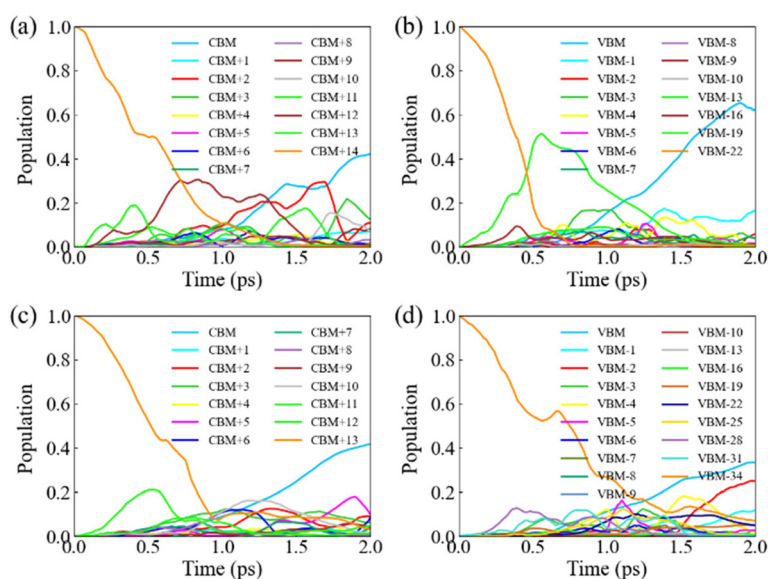 (a)
1.0
0.8
0.6
0.4
0.2
0.0
Population
CBM
CBM+1
CBM+2
CBM+3
CBM+4
CBM+5
CBM+6
CBM+7
CBM+8
CBM+9
CBM+10
CBM+11
CBM+12
CBM+13
CBM+14
0.0 0.5 1.0 1.5 2.0
Time (ps)
(b)
1.0
0.8
0.6
0.4
0.2
0.0
Population
VBM
VBM-1
VBM-2
VBM-3
VBM-4
VBM-5
VBM-6
VBM-7
VBM-8
VBM-9
VBM-10
VBM-13
VBM-16
VBM-19
VBM-22
0.0 0.5 1.0 1.5 2.0
Time (ps)
(c)
1.0
0.8
0.6
0.4
0.2
0.0
Population
CBM
CBM+1
CBM+2
CBM+3
CBM+4
CBM+5
CBM+6
CBM+7
CBM+8
CBM+9
CBM+10
CBM+11
CBM+12
CBM+13
0.0 0.5 1.0 1.5 2.0
Time (ps)
(d)
1.0
0.8
0.6
0.4
0.2
0.0
Population
VBM
VBM-1
VBM-2
VBM-3
VBM-4
VBM-5
VBM-6
VBM-7
VBM-8
VBM-9
VBM-10
VBM-13
VBM-16
VBM-19
VBM-22
VBM-25
VBM-28
VBM-31
VBM-34
0.0 0.5 1.0 1.5 2.0
Time (ps)